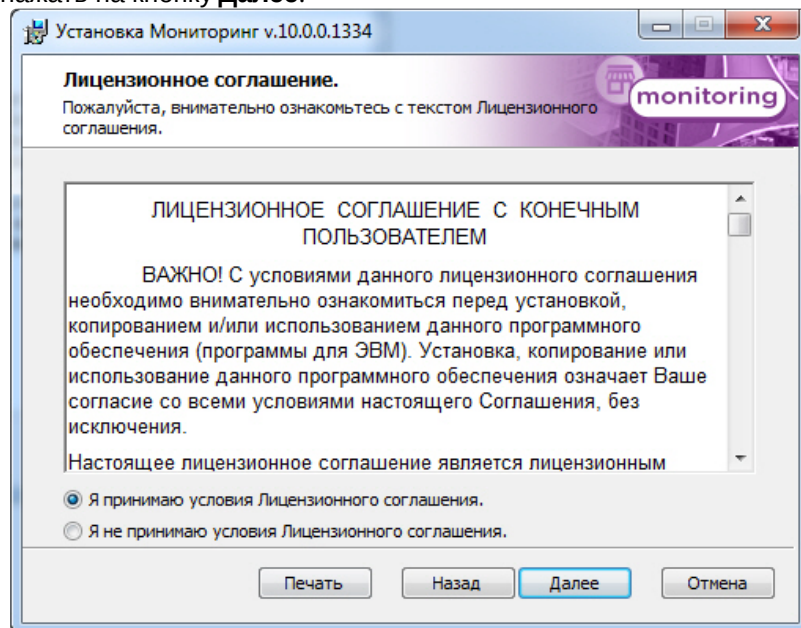 нажать на кнопку Далее.
Установка Мониторинг v.10.0.0.1334
Лицензионное соглашение.
Пожалуйста, внимательно ознакомьтесь с текстом Лицензионного
соглашения.
monitoring
ЛИЦЕНЗИОННОЕ СОГЛАШЕНИЕ С КОНЕЧНЫМ
ПОЛЬЗОВАТЕЛЕМ
ВАЖНО! С условиями данного лицензионного соглашения
необходимо внимательно ознакомиться перед установкой,
копированием и/или использованием данного программного
обеспечения (программы для ЭВМ). Установка, копирование или
использование данного программного обеспечения означает Ваше
согласие со всеми условиями настоящего Соглашения, без
исключения.
Настоящее лицензионное соглашение является лицензионным
Я принимаю условия Лицензионного соглашения.
Я не принимаю условия Лицензионного соглашения.
Печать Назад Далее Отмена